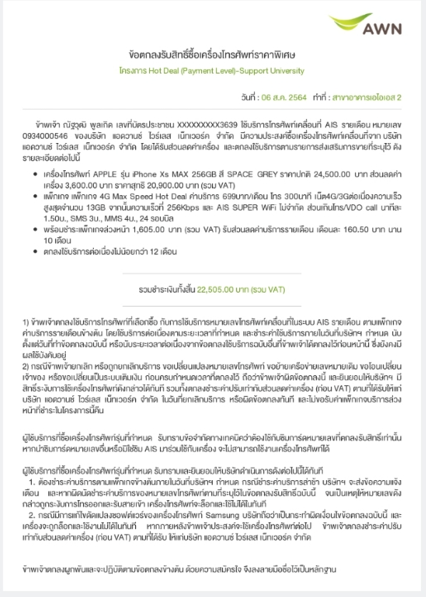 AWN
ข้อตกลงรับสิทธิ์ซื้อเครื่องโทรศัพท์ราคาพิเศษ
โครงการ Hot Deal (Payment Level)-Support University
วันที่ : 06 ส.ค. 2564 ทำที่ : สาขาอาคารเอไอเอส 2
ข้าพเจ้า ณัฐวุฒิ พูลเกิด เลขที่บัตรประชาชน XXXXXXXXX3639 ใช้บริการโทรศัพท์เคลื่อนที่ AIS รายเดือน หมายเลข
0934000546 ของบริษัท แอดวานซ์ ไวร์เลส เน็ทเวอร์ค จำกัด มีความประสงค์ซื้อเครื่องโทรศัพท์เคลื่อนที่จาก บริษัท
แอดวานซ์ ไวร์เลส เน็ทเวอร์ค จำกัด โดยได้รับส่วนลดค่าเครื่อง และตกลงใช้บริการตามรายการส่งเสริมการขายที่ระบุไว้ ดัง
รายละเอียดต่อไปนี้
• เครื่องโทรศัพท์ APPLE รุ่น iPhone Xs MAX 256GB สี SPACE GREY ราคาปกติ 24,500.00 บาท ส่วนลดค่า
เครื่อง 3,600.00 บาท ราคาสุทธิ 20,900.00 บาท (รวม VAT)
• แพ็กเกจ แพ็กเกจ 4G Max Speed Hot Deal ค่าบริการ 699บาท/เดือน โทร 300นาที เน็ต4G/3Gต่อเนื่องความเร็ว
สูงสุดจำนวน 13GB จากนั้นความเร็วที่ 256Kbps และ AIS SUPER WiFi ไม่จำกัด ส่วนเกินโทร/VDO call นาทีละ
1.50บ., SMS 3บ., MMS 4บ., 24 รอบบิล
• พร้อมชำระแพ็กเกจล่วงหน้า 1,605.00 บาท (รวม VAT) รับส่วนลดค่าบริการรายเดือน เดือนละ 160.50 บาท นาน
10 เดือน
• ตกลงใช้บริการต่อเนื่องไม่น้อยกว่า 12 เดือน
รวมชำระเงินทั้งสิ้น 22,505.00 บาท (รวม VAT)
1) ข้าพเจ้าตกลงใช้บริการโทรศัพท์ที่เลือกซื้อ กับการใช้บริการหมายเลขโทรศัพท์เคลื่อนที่ในระบบ AIS รายเดือน ตามแพ็กเกจ
ค่าบริการรายเดือนข้างต้น โดยใช้บริการต่อเนื่องตามระยะเวลาที่กำหนด และชำระค่าใช้บริการภายในวันที่บริษัทฯ กำหนด นับ
ตั้งแต่วันที่ทำข้อตกลงฉบับนี้ หรือนับระยะเวลาต่อเนื่องจากข้อตกลงใช้บริการฉบับอื่นที่ข้าพเจ้าได้ตกลงไว้ก่อนหน้านี้ ซึ่งยังคงมี
ผลใช้บังคับอยู่
2) กรณีข้าพเจ้ายกเลิก หรือถูกยกเลิกบริการ ขอเปลี่ยนแปลงหมายเลขโทรศัพท์ ขอย้ายเครือข่ายเลขหมายเดิม ขอโอนเปลี่ยน
เจ้าของ หรือขอเปลี่ยนเป็นระบบเติมเงิน ก่อนครบกำหนดเวลาที่ตกลงไว้ ถือว่าข้าพเจ้าผิดข้อตกลงนี้ และยินยอมให้บริษัทฯ มี
สิทธิระงับการใช้เครื่องโทรศัพท์ดังกล่าวได้ทันที รวมทั้งตกลงชำระค่าปรับเท่ากับส่วนลดค่าเครื่อง (ก่อน VAT) ตามที่ได้รับให้แก่
บริษัท แอดวานซ์ ไวร์เลส เน็ทเวอร์ค จำกัด ในวันที่ยกเลิกบริการ หรือผิดข้อตกลงทันที และไม่ขอรับค่าแพ็กเกจบริการล่วง
หน้าที่ชำระในโครงการนี้คืน
ผู้ใช้บริการที่ซื้อเครื่องโทรศัพท์รุ่นที่กำหนด รับทราบข้อจำกัดทางเทคนิคว่าต้องใช้กับซิมการ์ดหมายเลขที่ตกลงรับสิทธิ์เท่านั้น
หากนำซิมการ์ดหมายเลขอื่นหรือมิใช่ซิม AIS มาร่วมใช้กับเครื่อง จะไม่สามารถใช้งานเครื่องโทรศัพท์ได้
ผู้ใช้บริการที่ซื้อเครื่องโทรศัพท์รุ่นที่กำหนด รับทราบและยินยอมให้บริษัทดำเนินการดังต่อไปนี้ได้ทันที
1. ต้องชำระค่าบริการตามแพ็กเกจข้างต้นภายในวันที่บริษัทฯ กำหนด กรณีชำระค่าบริการล่าช้า บริษัทฯ จะส่งข้อความแจ้ง
เตือน และหากผิดนัดชำระค่าบริการของหมายเลขโทรศัพท์ตามที่ระบุไว้ในข้อตกลงรับสิทธิ์ฉบับนี้ จนเป็นเหตุให้หมายเลขดัง
กล่าวถูกระงับการโทรออกและรับสายเข้า เครื่องโทรศัพท์จะล็อกและใช้ไม่ได้ในทันที
2. กรณีมีการแก้ไขดัดแปลงซอฟต์แวร์ของเครื่องโทรศัพท์ Samsung บริษัทถือว่าเป็นกระทำผิดเงื่อนไขข้อตกลงฉบับนี้ และ
เครื่องจะถูกล็อกและใช้งานไม่ได้ในทันที หากภายหลังข้าพเจ้าประสงค์จะใช้เครื่องโทรศัพท์ต่อไป ข้าพเจ้าตกลงชำระค่าปรับ
เท่ากับส่วนลดค่าเครื่อง (ก่อน VAT) ตามที่ได้รับ ให้แก่บริษัท แอดวานซ์ ไวร์เลส เน็ทเวอร์ค จำกัด
ข้าพเจ้าตกลงผูกพันและจะปฏิบัติตามข้อตกลงข้างต้น ด้วยความสมัครใจ จึงลงลายมือชื่อไว้เป็นหลักฐาน